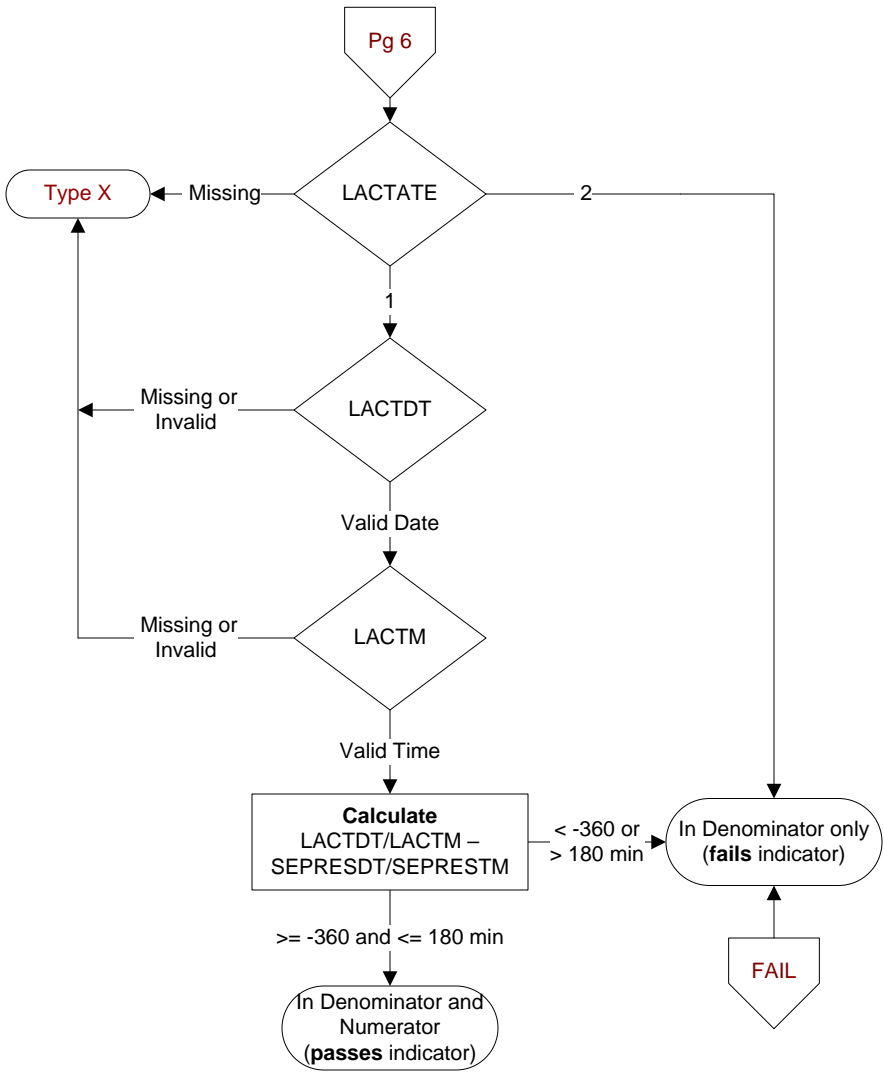 Pg 6
LACTATE
Type X
Missing
2
1
LACTDT
Missing or
Invalid
Valid Date
LACTM
Missing or
Invalid
Valid Time
Calculate
LACTDT/LACTM –
SEPRESDT/SEPRESTM
< -360 or
> 180 min
In Denominator only
(fails indicator)
>= -360 and <= 180 min
FAIL
In Denominator and
Numerator
(passes indicator)